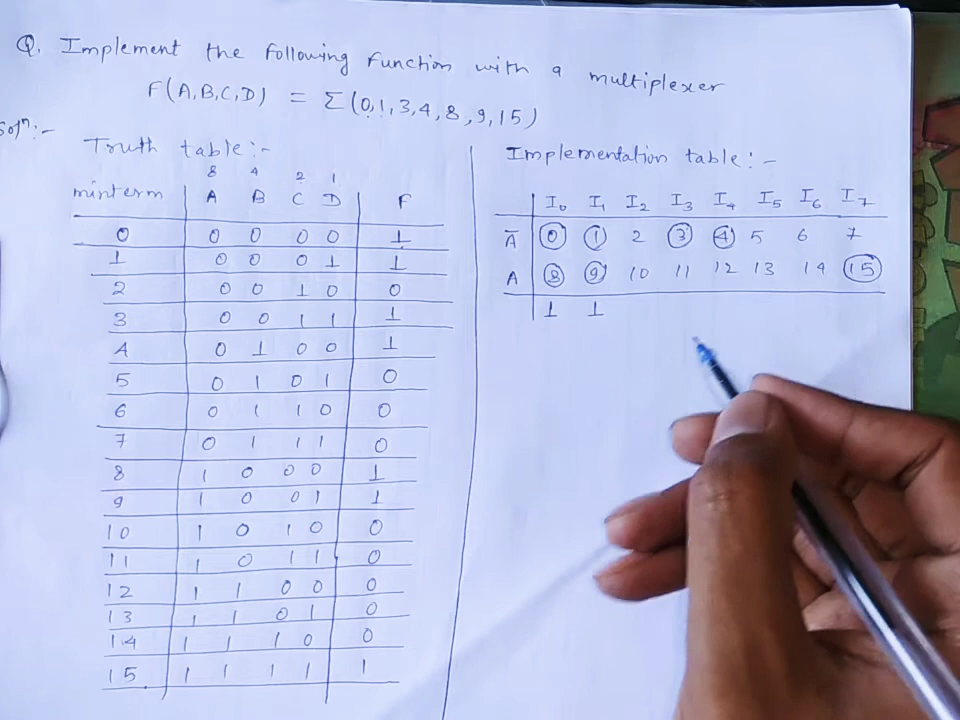 Q. Implement the following function with a multiplexer
F(A,B,C,D) = Σ(0,1,3,4,8,9,15)
Solⁿ:-
Truth table:-
8 4 2 1
minterm A B C D F
0 0 0 0 0 1
1 0 0 0 1 1
2 0 0 1 0 0
3 0 0 1 1 1
4 0 1 0 0 1
5 0 1 0 1 0
6 0 1 1 0 0
7 0 1 1 1 0
8 1 0 0 0 1
9 1 0 0 1 1
10 1 0 1 0 0
11 1 0 1 1 0
12 1 1 0 0 0
13 1 1 0 1 0
14 1 1 1 0 0
15 1 1 1 1 1
Implementation table:-
I₀ I₁ I₂ I₃ I₄ I₅ I₆ I₇
Ā 0 1 2 3 4 5 6 7
A 8 9 10 11 12 13 14 15
1 1